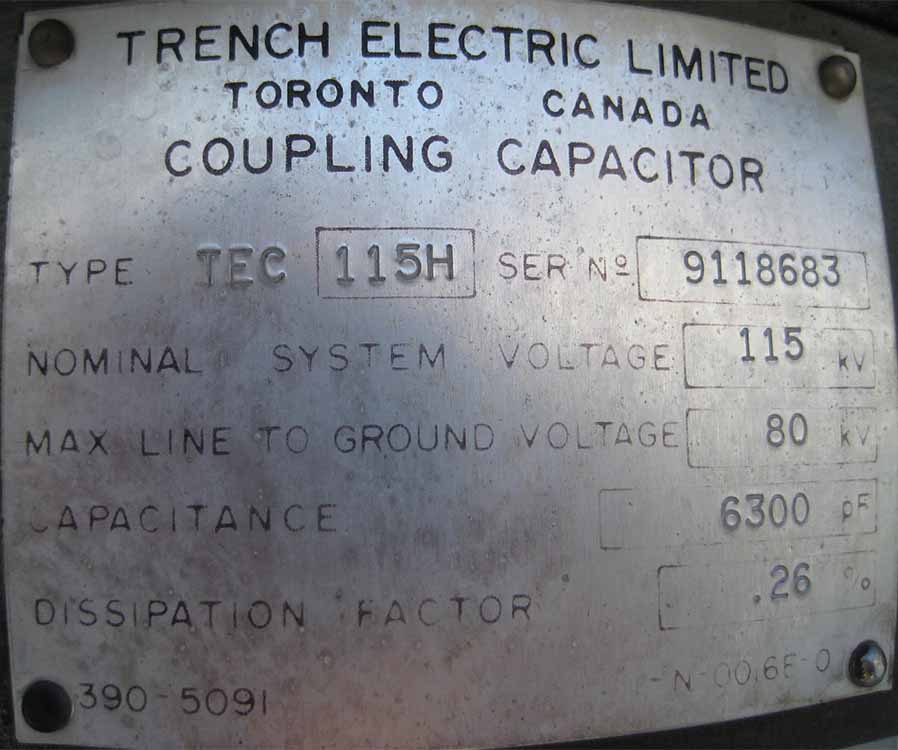 TRENCH ELECTRIC LIMITED
TORONTO CANADA
COUPLING CAPACITOR
TYPE TEC 115H SER Nº 9118683
NOMINAL SYSTEM VOLTAGE 115 kV
MAX LINE TO GROUND VOLTAGE 80 kV
CAPACITANCE 6300 pF
DISSIPATION FACTOR .26 %
390-5091